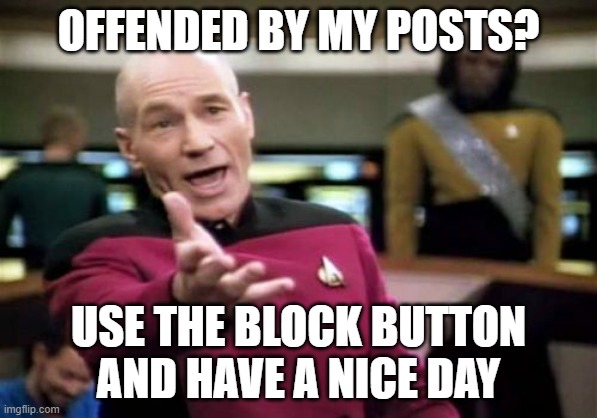 OFFENDED BY MY POSTS?
USE THE BLOCK BUTTON
AND HAVE A NICE DAY
imgflip.com